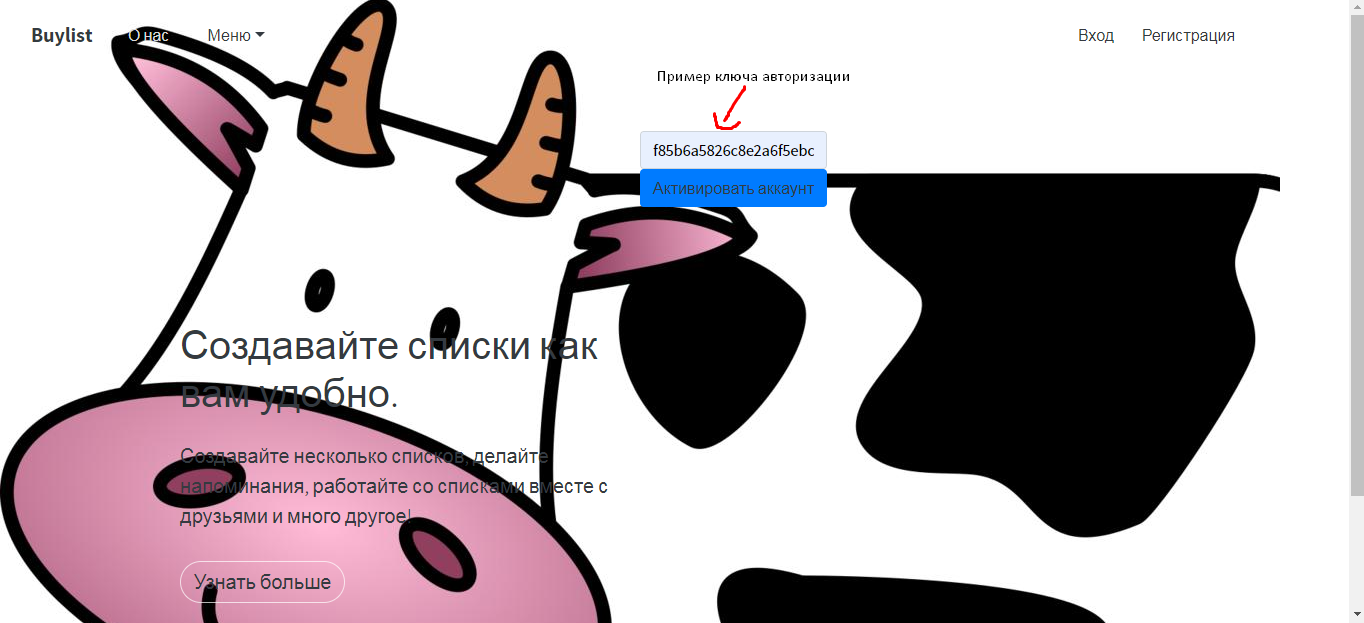 Buylist О нас Меню Вход Регистрация
Пример ключа авторизации
f85b6a5826c8e2a6f5ebc
Активировать аккаунт
Создавайте списки как
вам удобно.
Создавайте несколько списков, делайте
напоминания, работайте со списками вместе с
друзьями и много другое!
Узнать больше